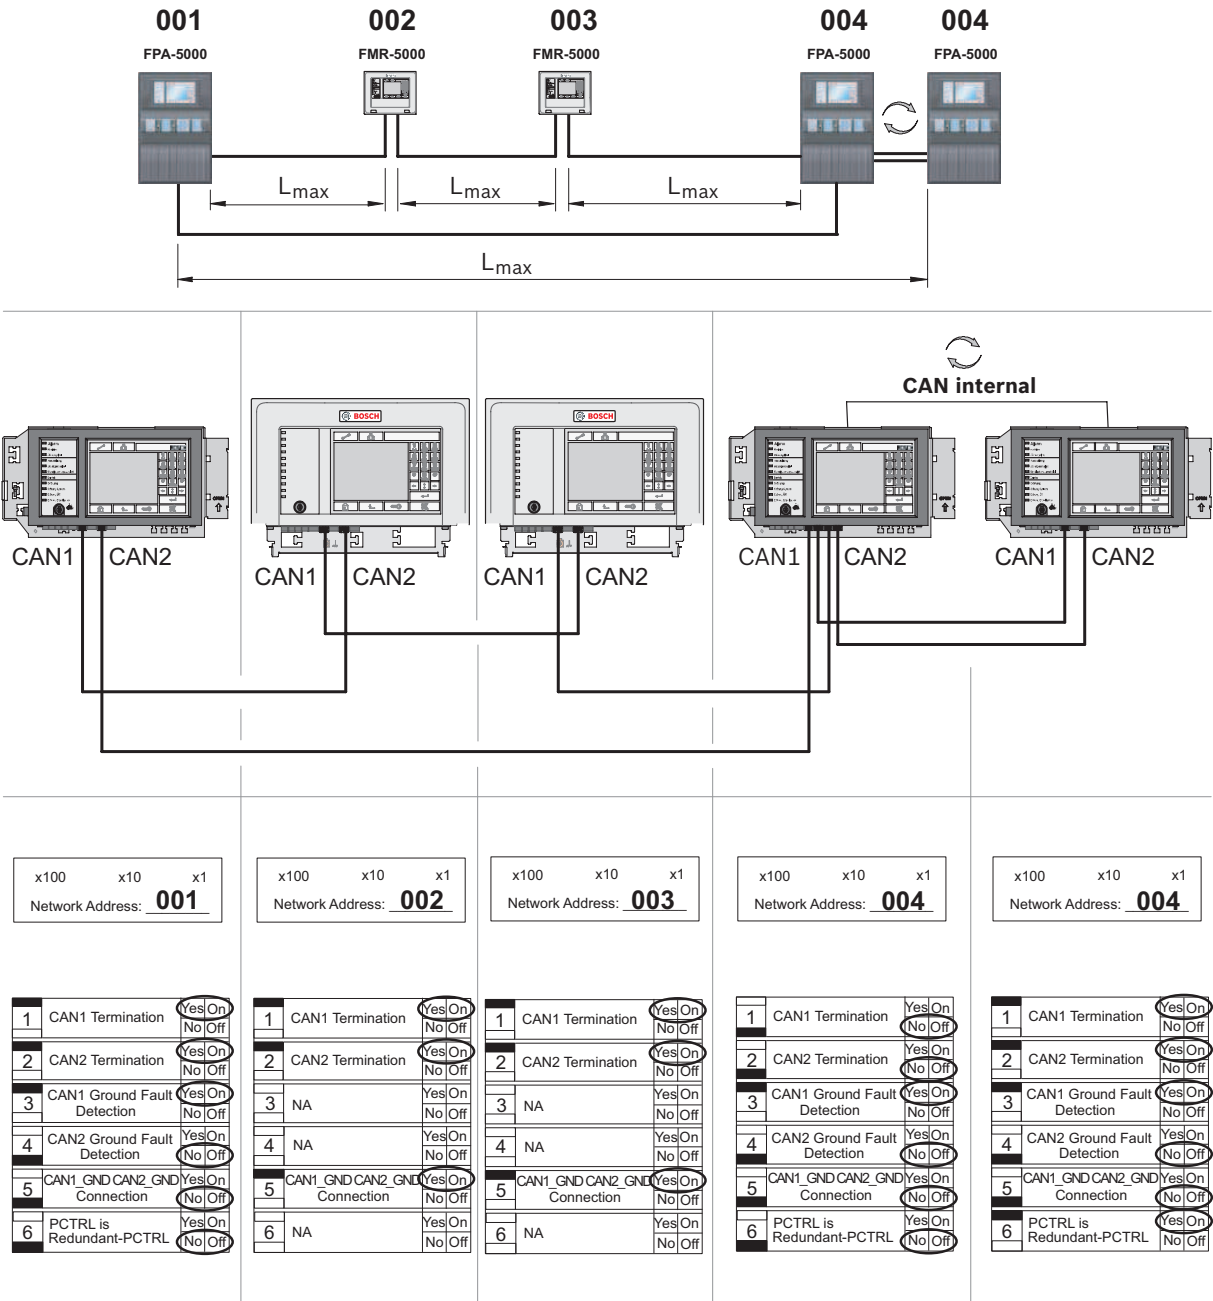 001 002 003 004 004
FPA-5000 FMR-5000 FMR-5000 FPA-5000 FPA-5000
Lmax Lmax Lmax
Lmax
CAN internal
BOSCH BOSCH
OPEN OPEN
CAN1 CAN2 CAN1 CAN2 CAN1 CAN2 CAN1 CAN2 CAN1 CAN2
x100 x10 x1
Network Address: 001
x100 x10 x1
Network Address: 002
x100 x10 x1
Network Address: 003
x100 x10 x1
Network Address: 004
x100 x10 x1
Network Address: 004
1 CAN1 Termination Yes On
No Off
2 CAN2 Termination Yes On
No Off
3 CAN1 Ground Fault Yes On
Detection No Off
4 CAN2 Ground Fault Yes On
Detection No Off
5 CAN1_GND CAN2_GND Yes On
Connection No Off
6 PCTRL is Yes On
Redundant-PCTRL No Off
1 CAN1 Termination Yes On
No Off
2 CAN2 Termination Yes On
No Off
3 NA Yes On
No Off
4 NA Yes On
No Off
5 CAN1_GND CAN2_GND Yes On
Connection No Off
6 NA Yes On
No Off
1 CAN1 Termination Yes On
No Off
2 CAN2 Termination Yes On
No Off
3 NA Yes On
No Off
4 NA Yes On
No Off
5 CAN1_GND CAN2_GND Yes On
Connection No Off
6 NA Yes On
No Off
1 CAN1 Termination Yes On
No Off
2 CAN2 Termination Yes On
No Off
3 CAN1 Ground Fault Yes On
Detection No Off
4 CAN2 Ground Fault Yes On
Detection No Off
5 CAN1_GND CAN2_GND Yes On
Connection No Off
6 PCTRL is Yes On
Redundant-PCTRL No Off
1 CAN1 Termination Yes On
No Off
2 CAN2 Termination Yes On
No Off
3 CAN1 Ground Fault Yes On
Detection No Off
4 CAN2 Ground Fault Yes On
Detection No Off
5 CAN1_GND CAN2_GND Yes On
Connection No Off
6 PCTRL is Yes On
Redundant-PCTRL No Off